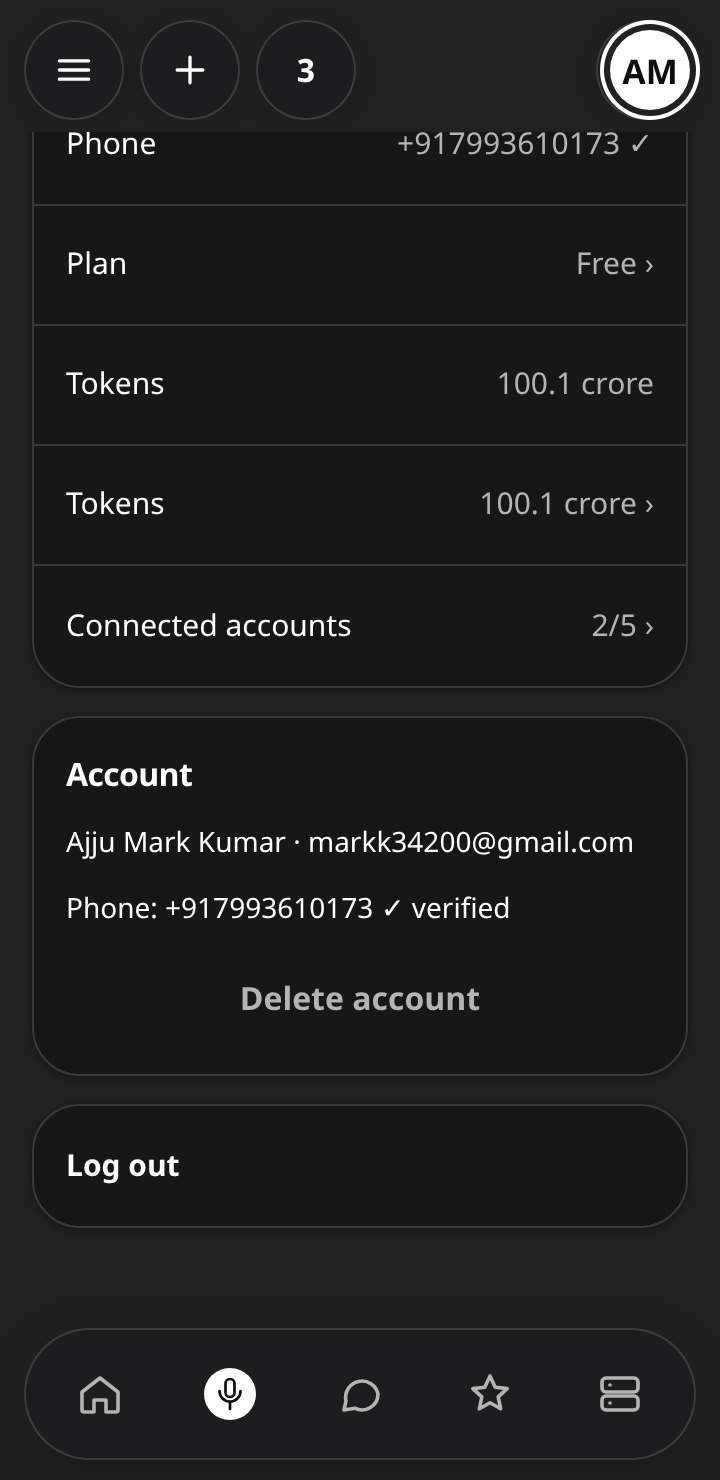 3
AM
Phone +917993610173 ✓
Plan Free ›
Tokens 100.1 crore
Tokens 100.1 crore ›
Connected accounts 2/5 ›
Account
Ajju Mark Kumar · markk34200@gmail.com
Phone: +917993610173 ✓ verified
Delete account
Log out